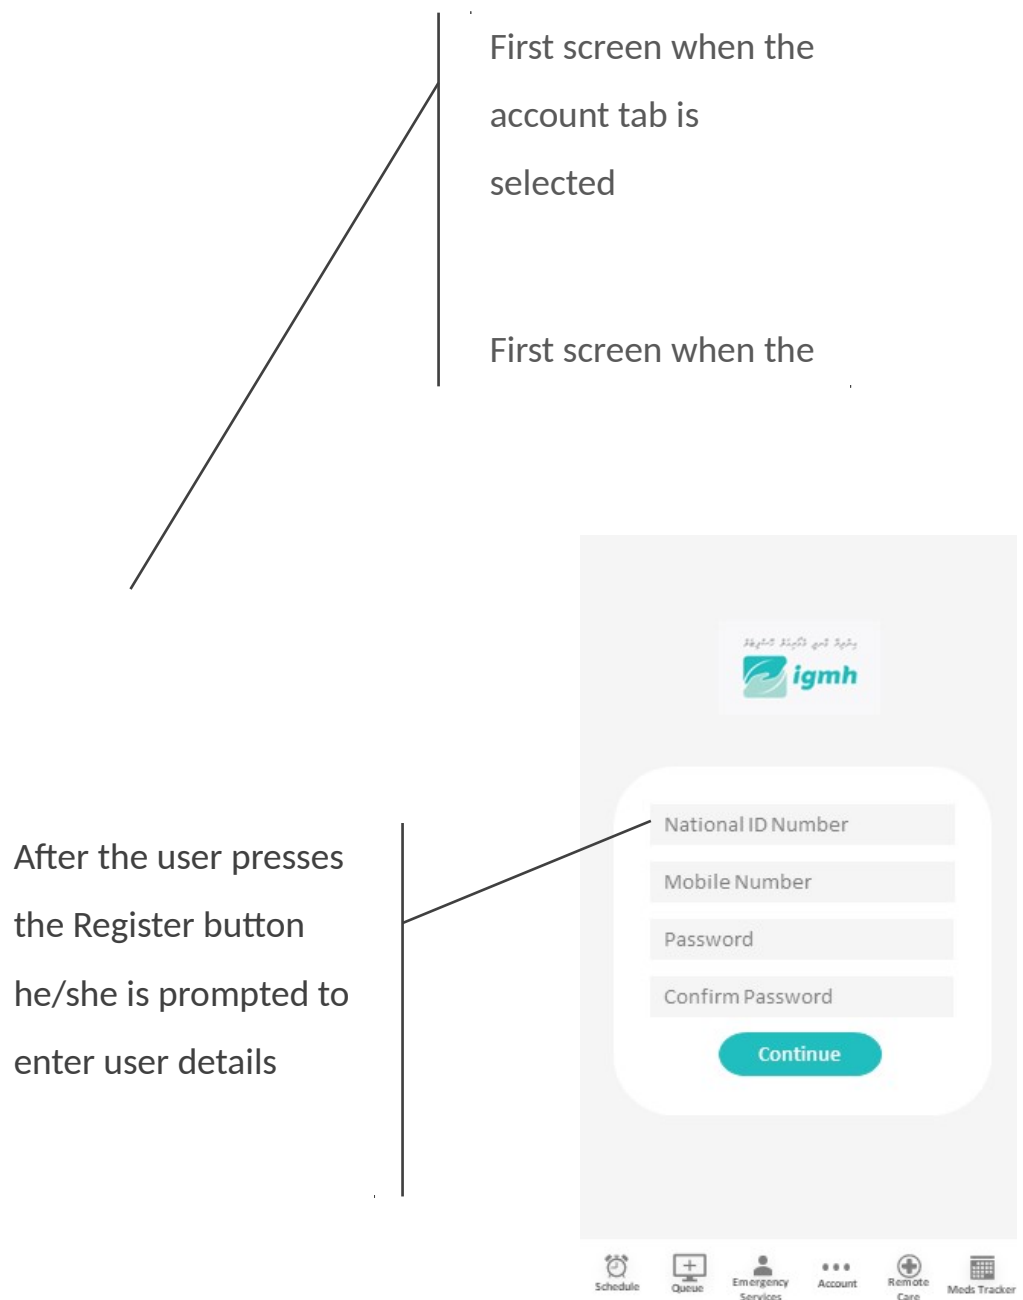 First screen when the
account tab is
selected
First screen when the
After the user presses
the Register button
he/she is prompted to
enter user details
igmh
National ID Number
Mobile Number
Password
Confirm Password
Continue
Schedule
Queue
Emergency
Services
Account
Remote
Care
Meds Tracker